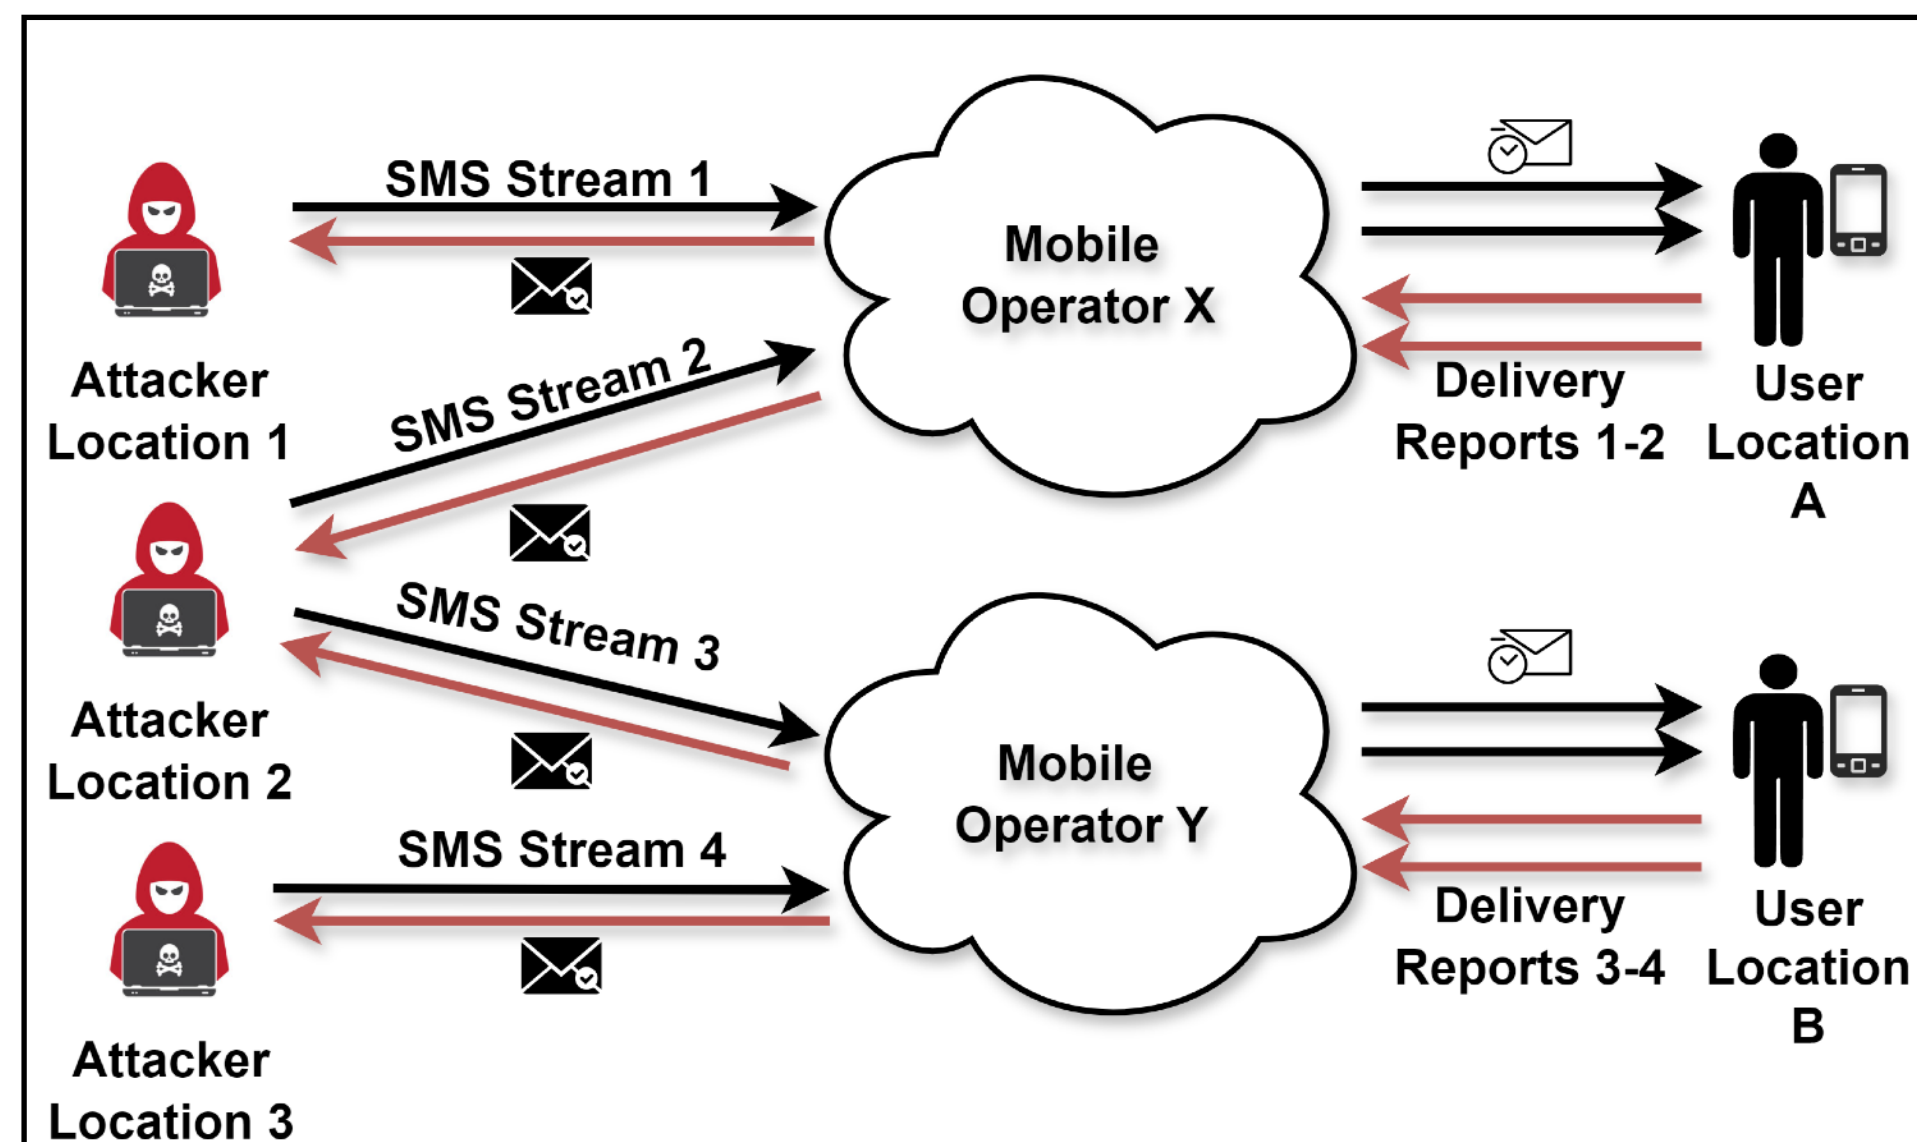 SMS Stream 1
Mobile
Operator X
Attacker
Location 1
SMS Stream 2
Delivery
Reports 1-2
User
Location
A
Attacker
Location 2
SMS Stream 3
Mobile
Operator Y
SMS Stream 4
Delivery
Reports 3-4
User
Location
B
Attacker
Location 3